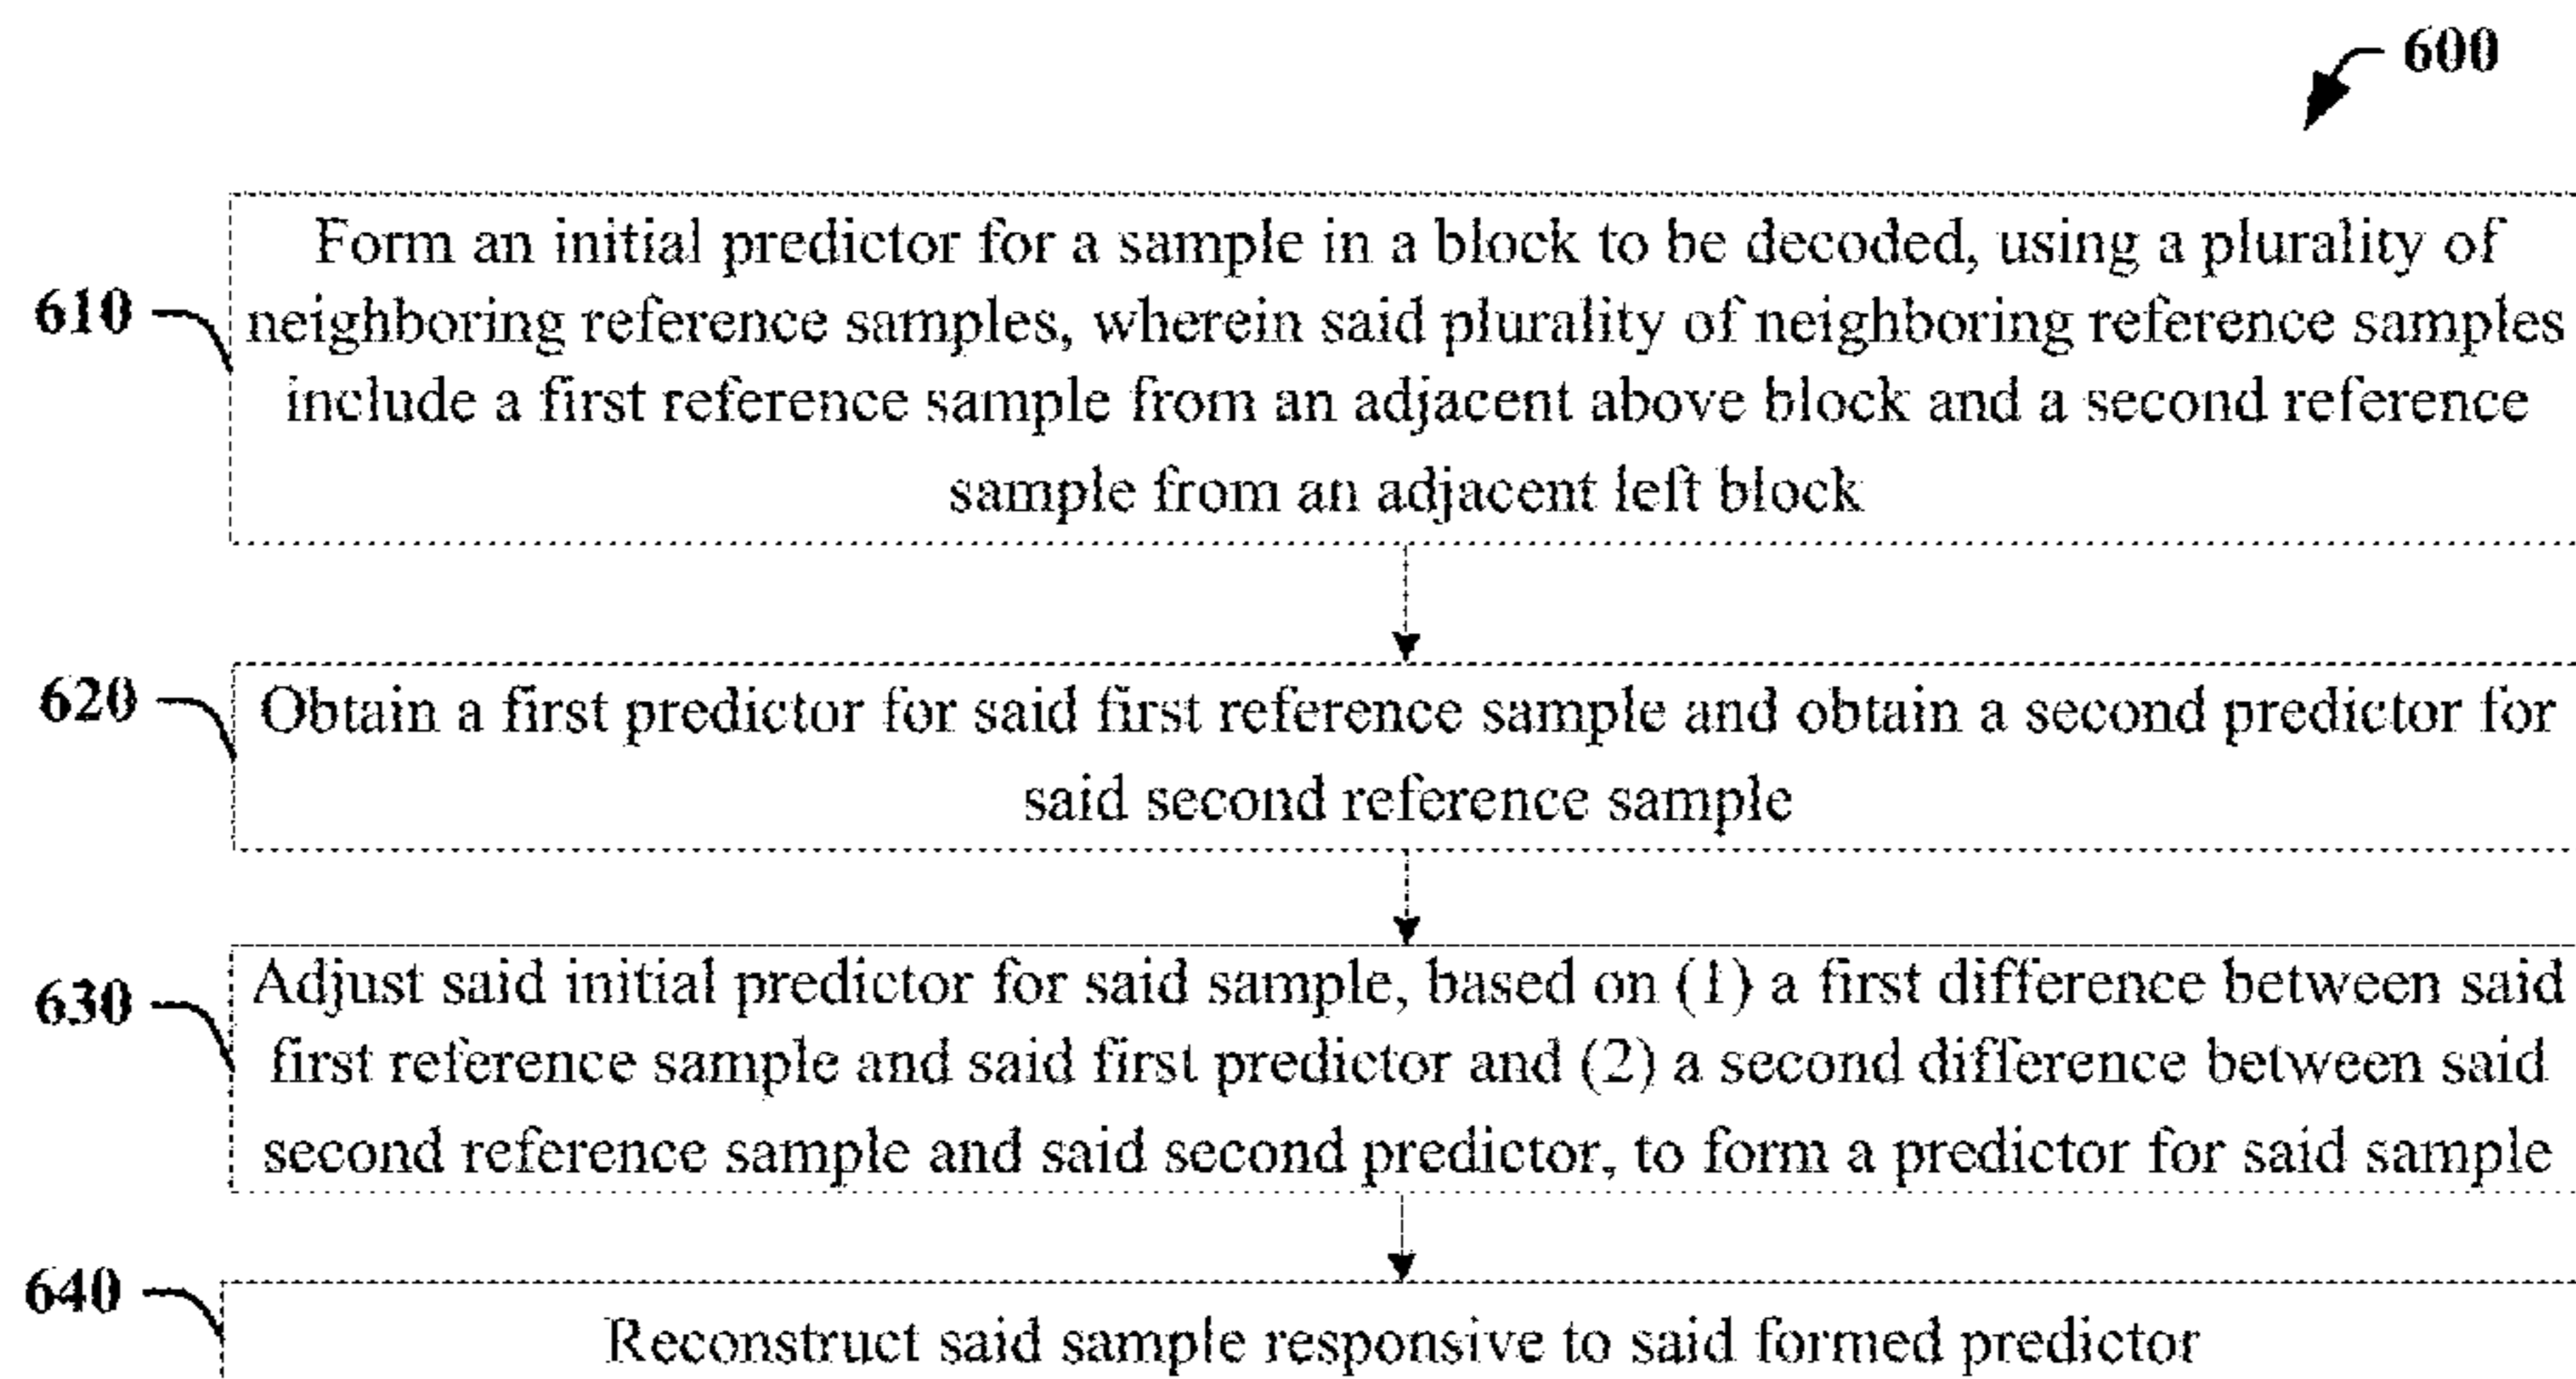 600
610
Form an initial predictor for a sample in a block to be decoded, using a plurality of
neighboring reference samples, wherein said plurality of neighboring reference samples
include a first reference sample from an adjacent above block and a second reference
sample from an adjacent left block
620
Obtain a first predictor for said first reference sample and obtain a second predictor for
said second reference sample
630
Adjust said initial predictor for said sample, based on (1) a first difference between said
first reference sample and said first predictor and (2) a second difference between said
second reference sample and said second predictor, to form a predictor for said sample
640
Reconstruct said sample responsive to said formed predictor